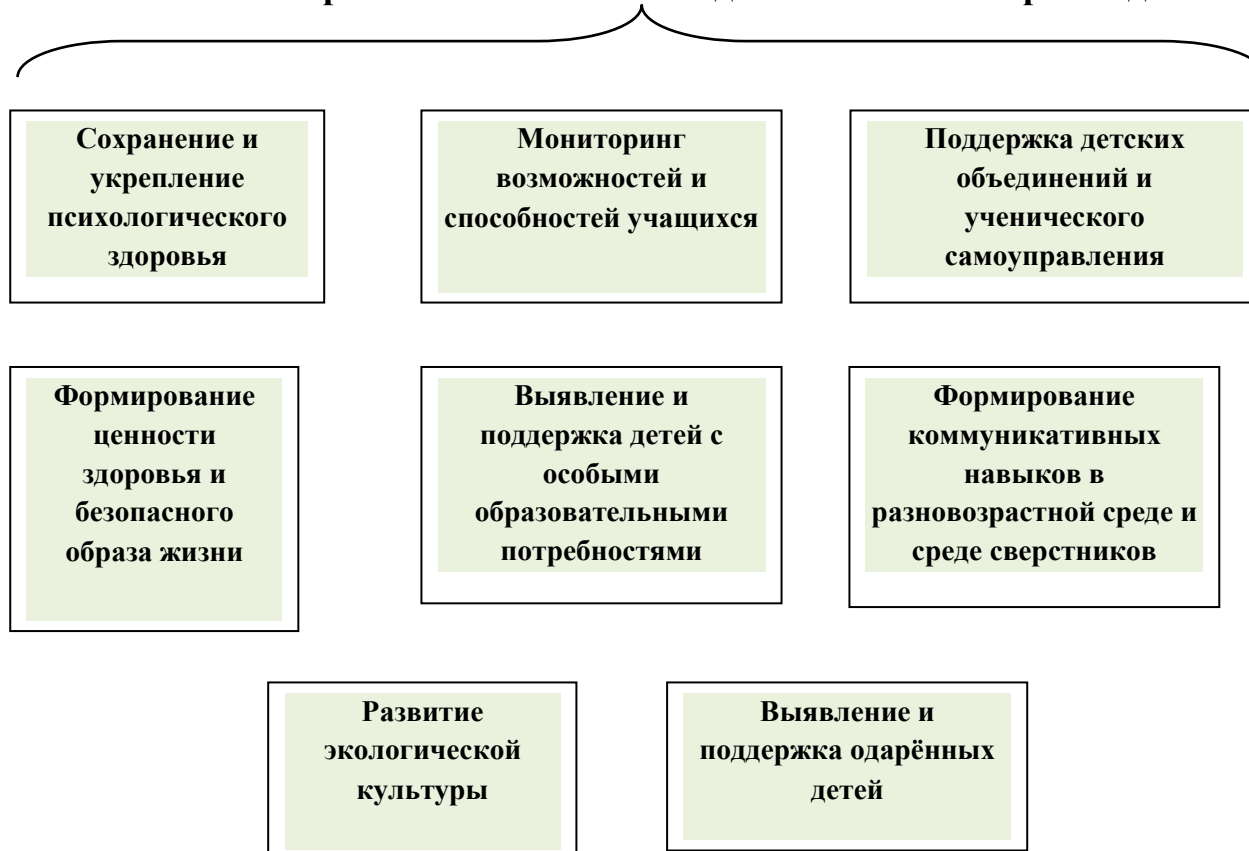 Сохранение и
укрепление
психологического
здоровья
Мониторинг
возможностей и
способностей учащихся
Поддержка детских
объединений и
ученического
самоуправления
Формирование
ценности
здоровья и
безопасного
образа жизни
Выявление и
поддержка детей с
особыми
образовательными
потребностями
Формирование
коммуникативных
навыков в
разновозрастной среде и
среде сверстников
Развитие
экологической
культуры
Выявление и
поддержка одарённых
детей